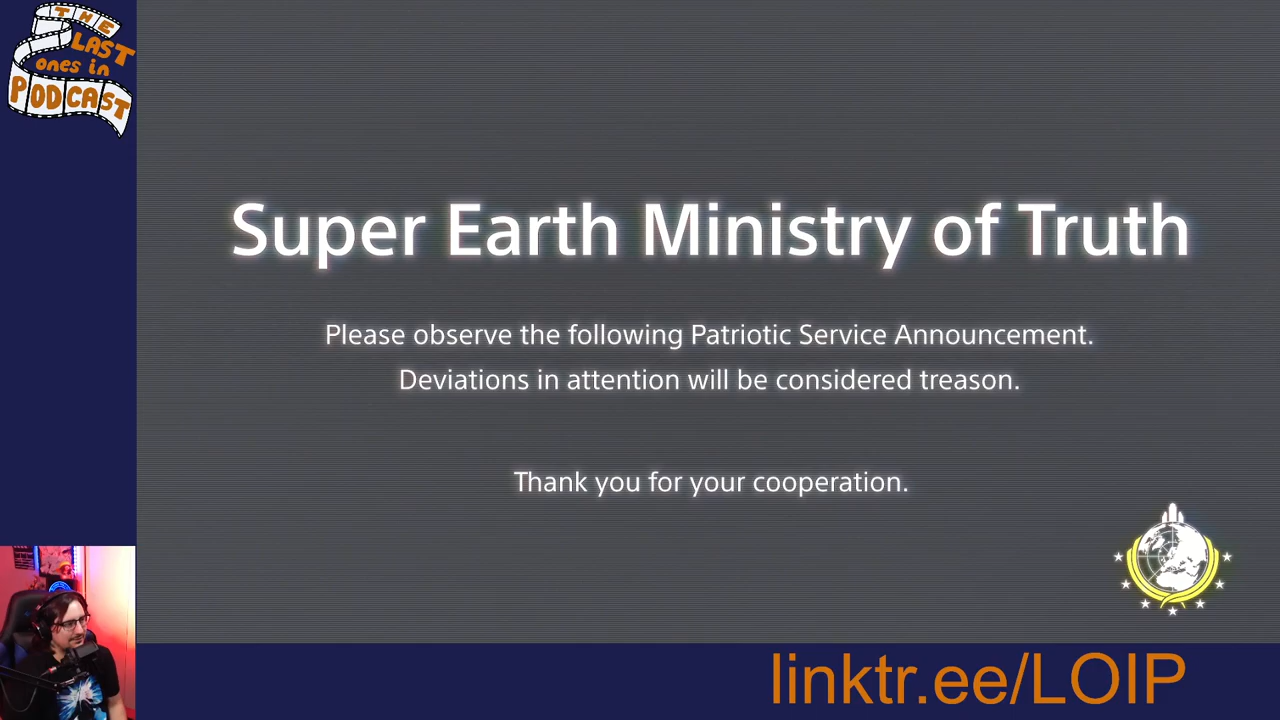 THE
LAST
ones in
PODCAST
Super Earth Ministry of Truth
Please observe the following Patriotic Service Announcement.
Deviations in attention will be considered treason.
Thank you for your cooperation.
linktr.ee/LOIP